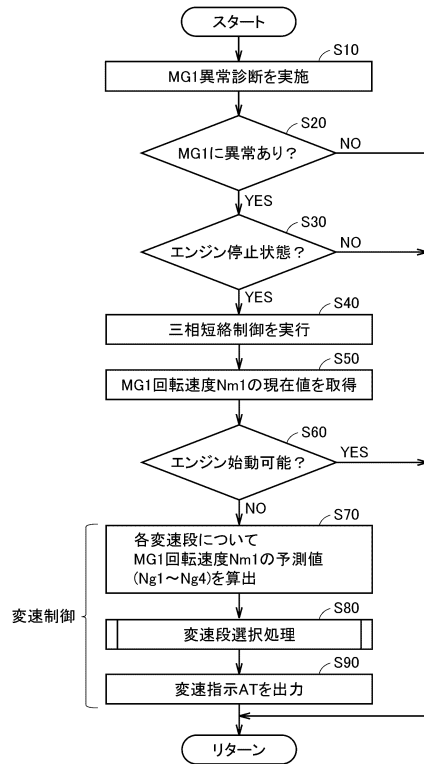 スタート
S10
MG1異常診断を実施
S20
MG1に異常あり？
NO
YES
S30
エンジン停止状態？
NO
YES
S40
三相短絡制御を実行
S50
MG1回転速度Nm1の現在値を取得
S60
エンジン始動可能？
YES
NO
S70
各変速段について
MG1回転速度Nm1の予測値
(Ng1～Ng4)を算出
変速制御
S80
変速段選択処理
S90
変速指示ATを出力
リターン